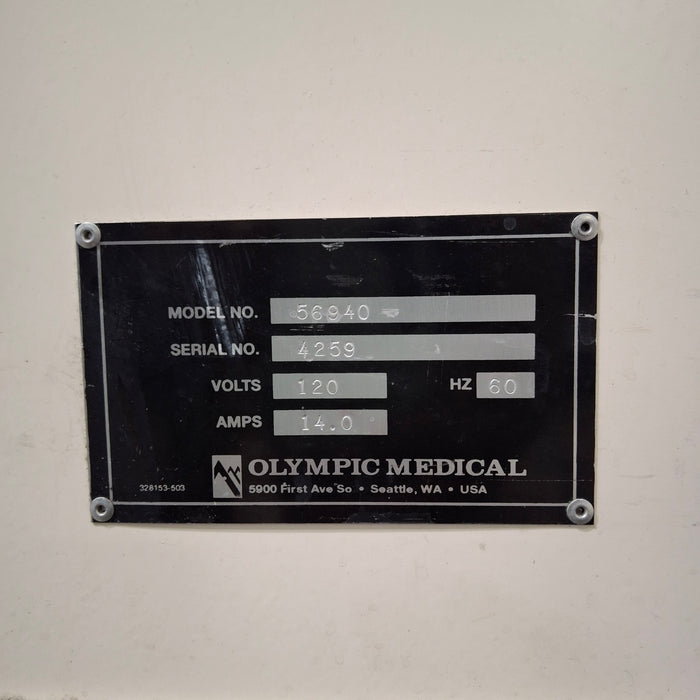 MODEL NO. 56940
SERIAL NO. 4259
VOLTS 120 HZ 60
AMPS 14.0
OLYMPIC MEDICAL
328153-503 5900 First Ave So • Seattle, WA • USA